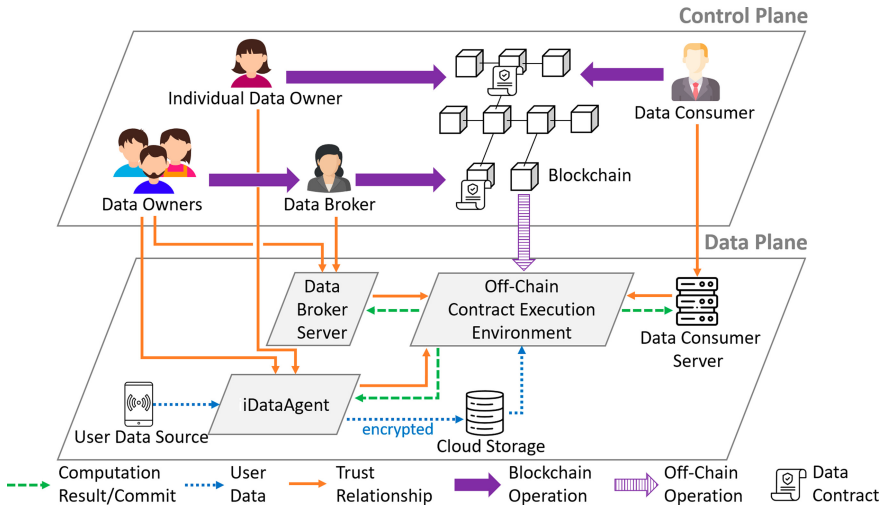 Control Plane
Individual Data Owner
Data Consumer
Data Owners
Data Broker
Blockchain
Data Plane
Data
Broker
Server
Off-Chain
Contract Execution
Environment
Data Consumer
Server
iDataAgent
User Data Source
encrypted
Cloud Storage
Computation
Result/Commit
User
Data
Trust
Relationship
Blockchain
Operation
Off-Chain
Operation
Data
Contract